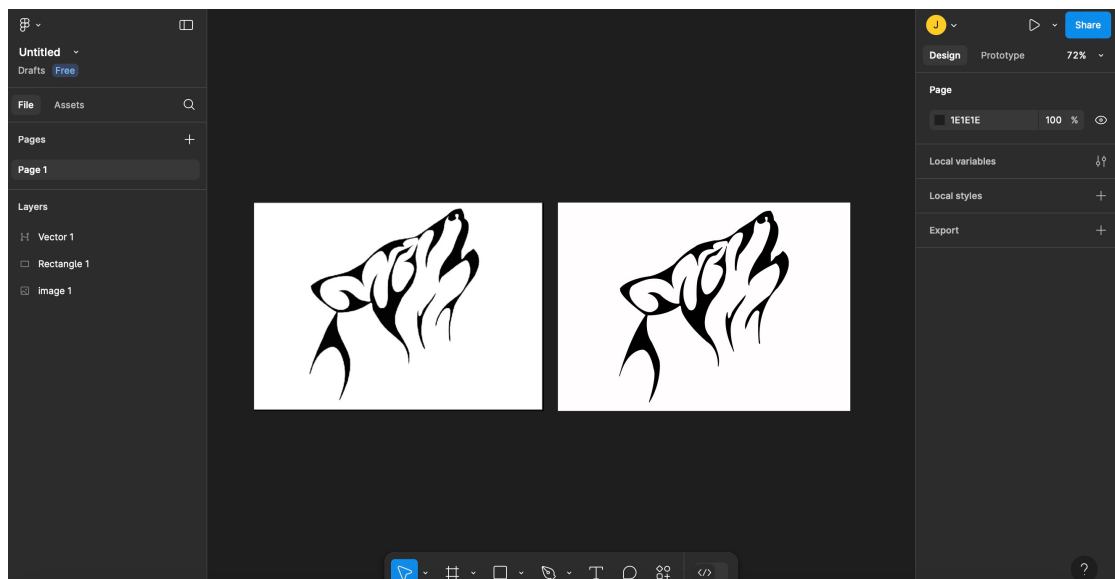 Untitled
Drafts Free
File Assets
Pages
Page 1
Layers
Vector 1
Rectangle 1
image 1
J
Share
Design Prototype 72%
Page
1E1E1E 100 %
Local variables
Local styles
Export
?